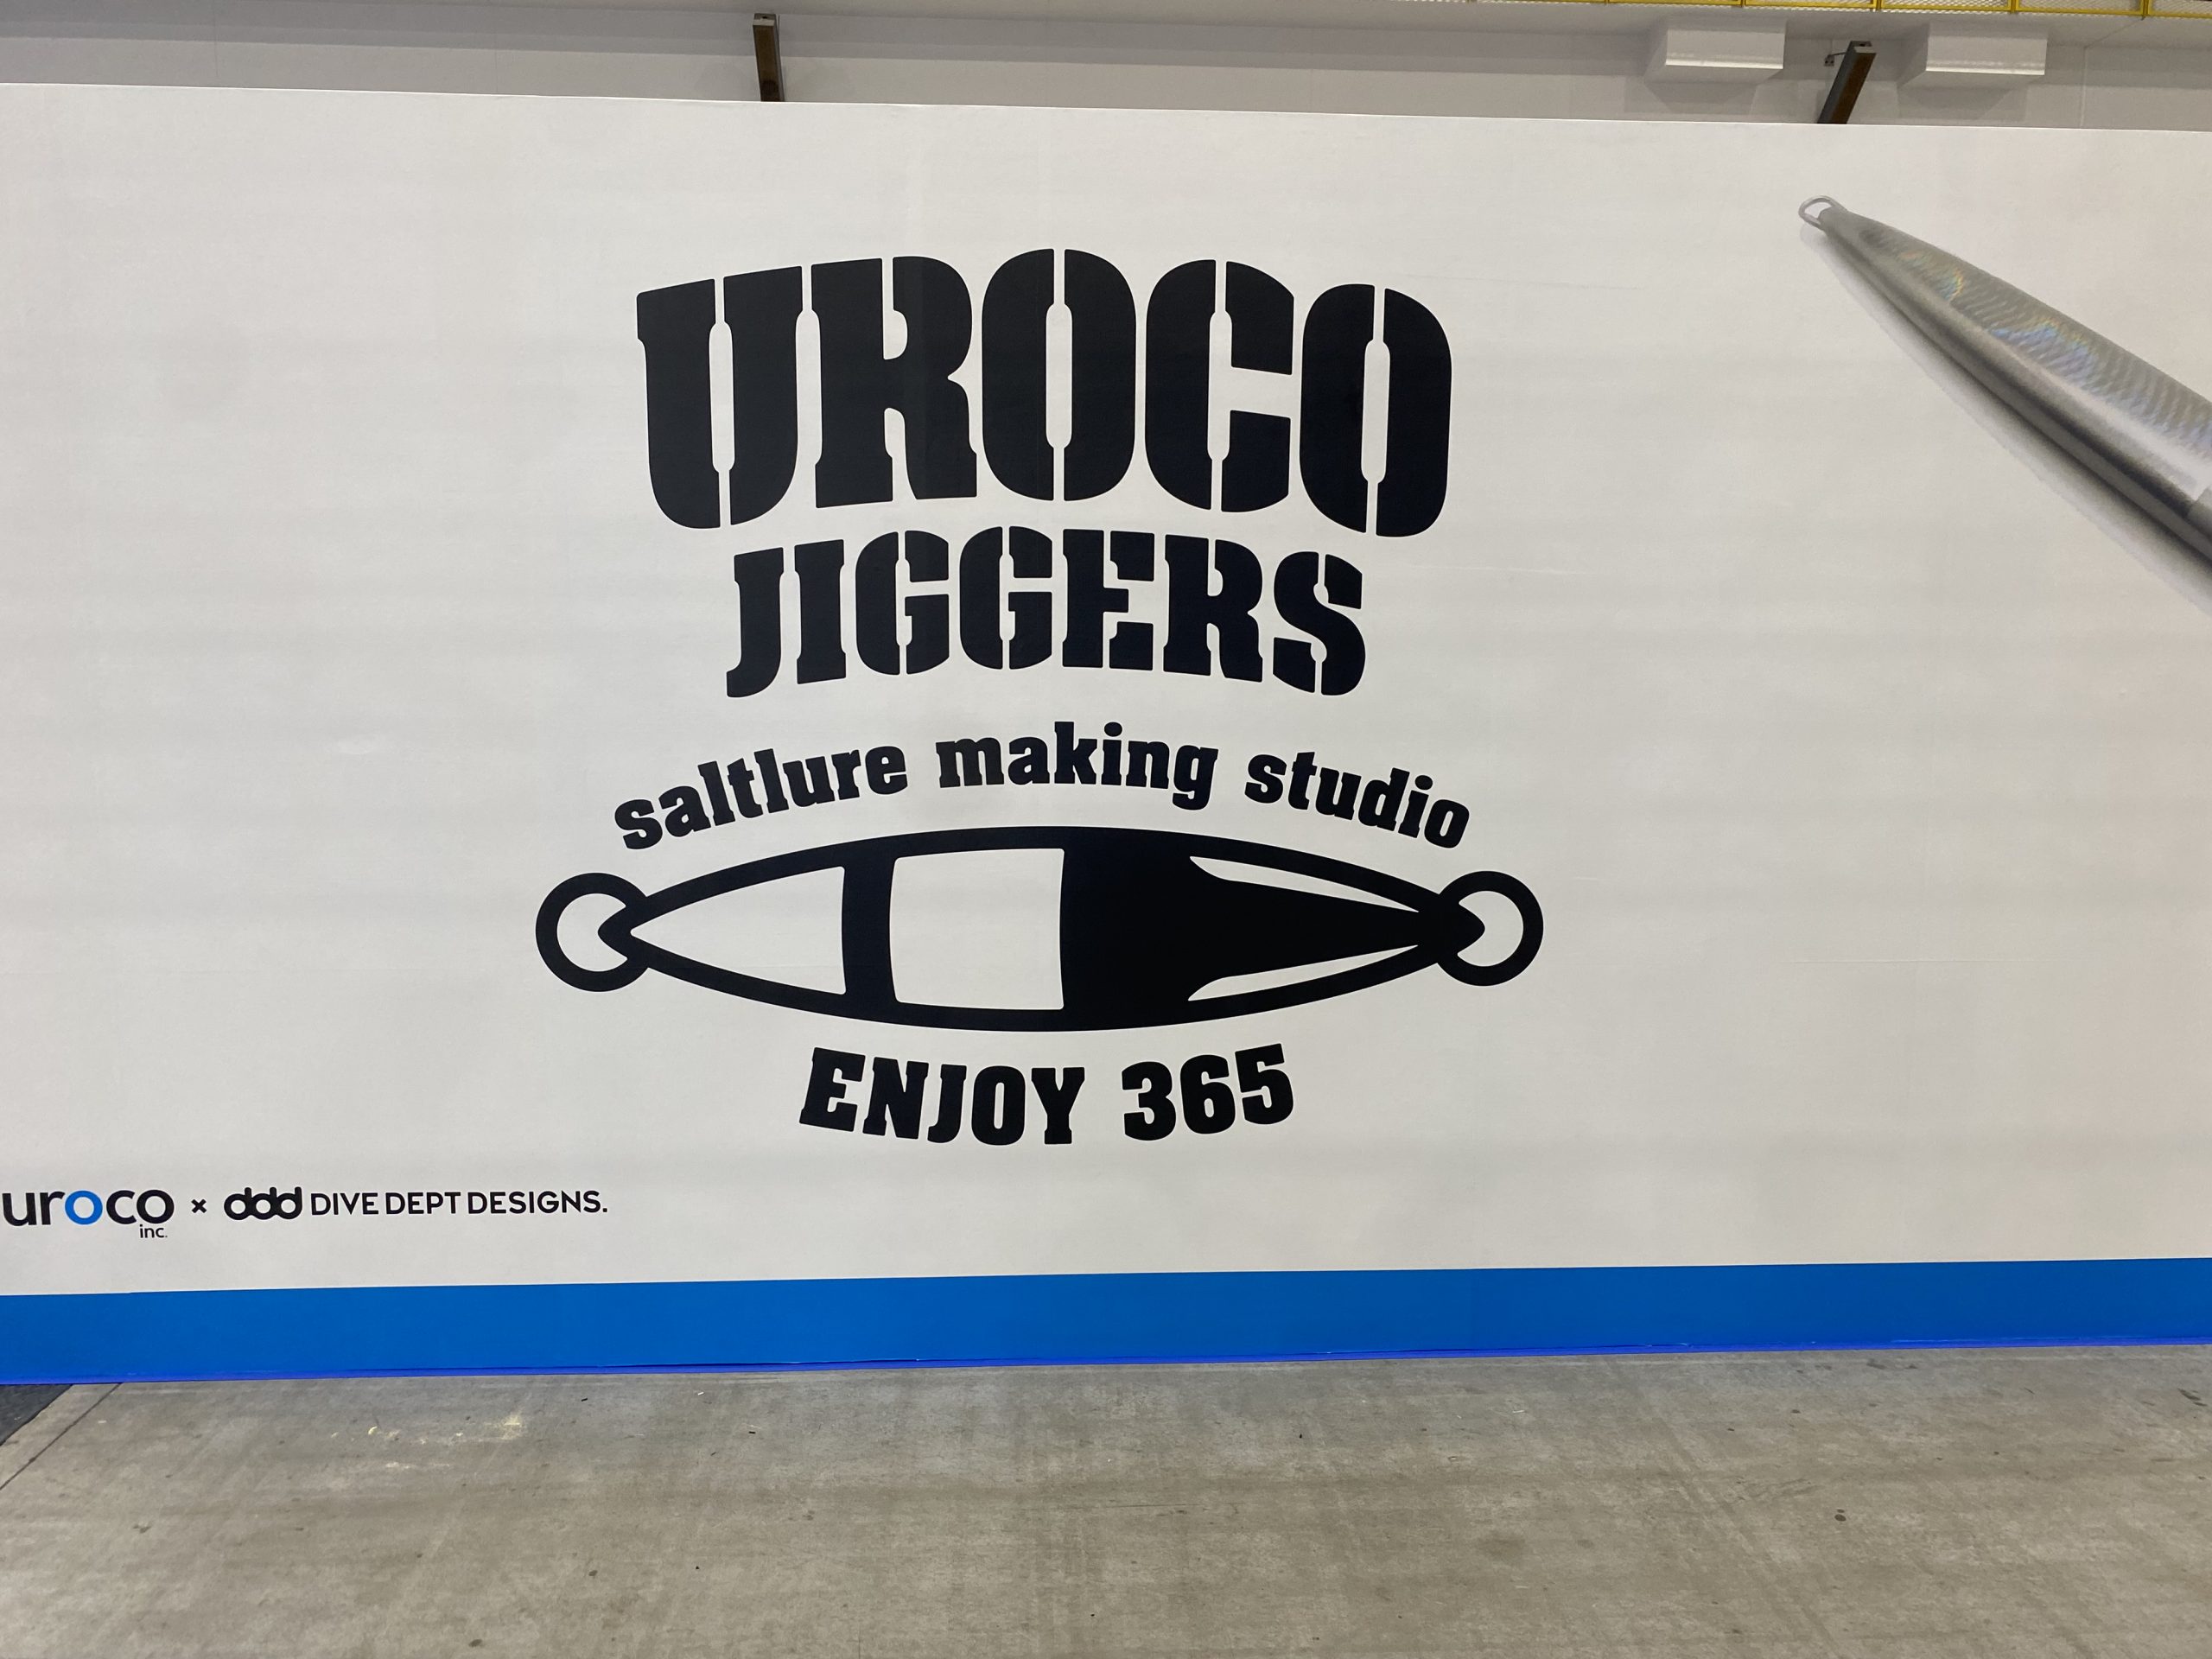 UROCO
JIGGERS
saltlure making studio
ENJOY 365
uroco inc. × ddd DIVE DEPT DESIGNS.